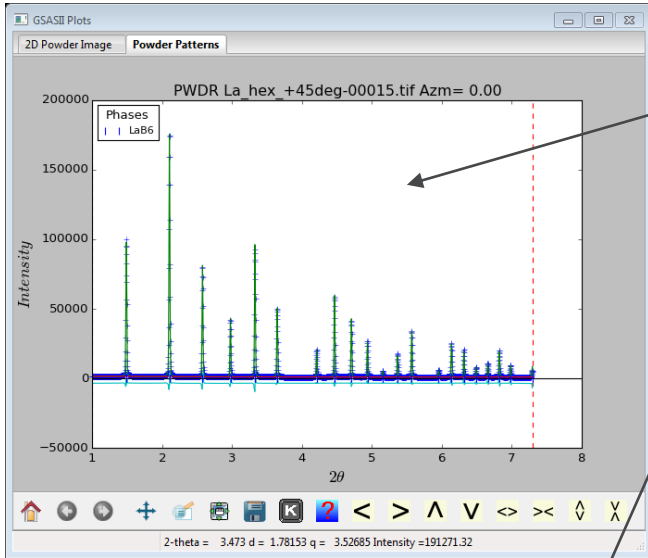 GSASII Plots
2D Powder Image Powder Patterns
PWDR La_hex_+45deg-00015.tif Azm= 0.00
Phases
LaB6
200000
150000
100000
50000
0
−50000
Intensity
1 2 3 4 5 6 7 8
2θ
K ? < > Λ V <> ><
2-theta = 3.473 d = 1.78153 q = 3.52685 Intensity =191271.32